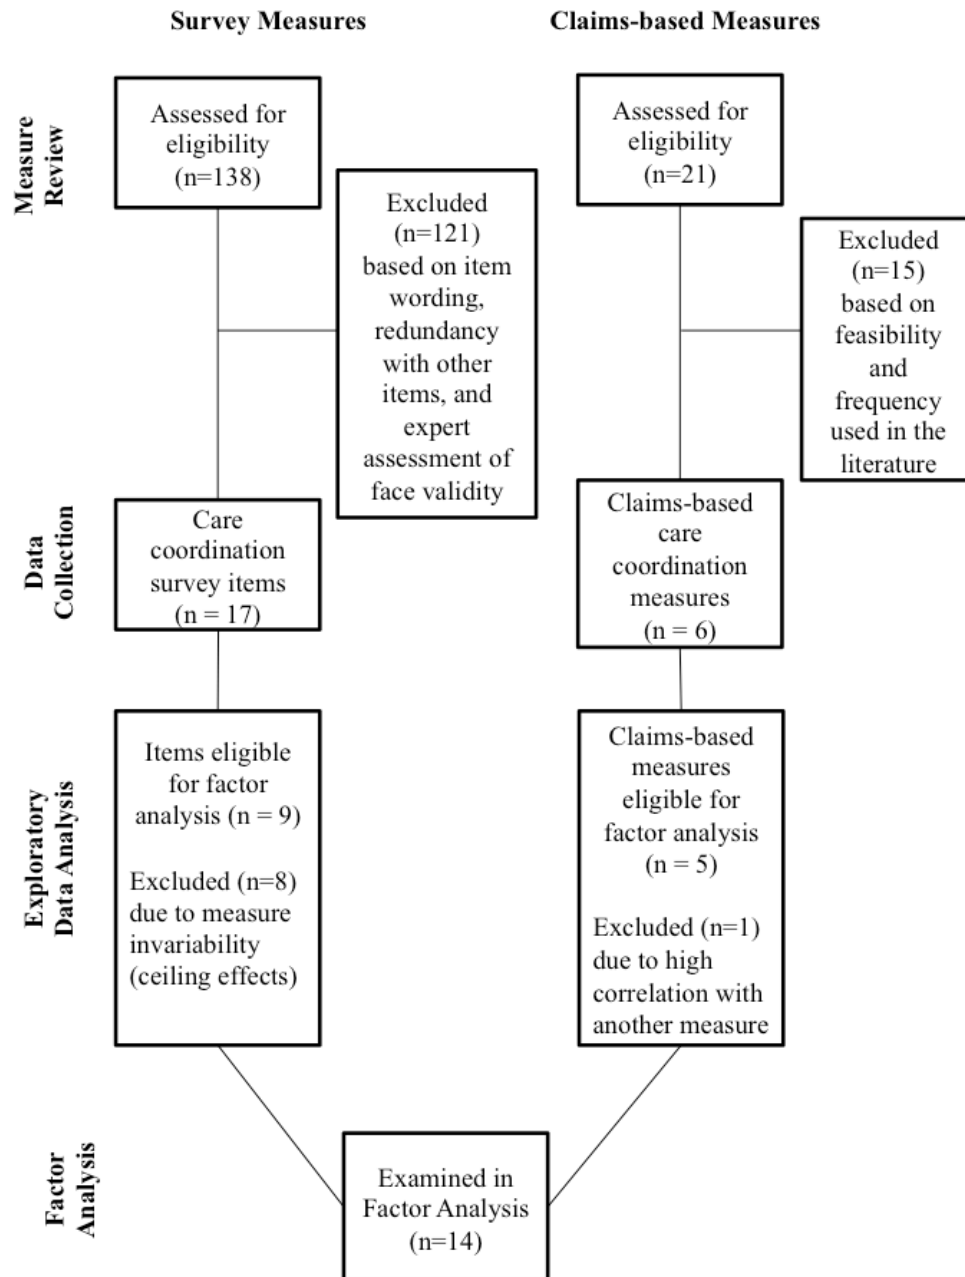 Survey Measures
Claims-based Measures
Measure
Review
Assessed for
eligibility
(n=138)
Excluded
(n=121)
based on item
wording,
redundancy
with other
items, and
expert
assessment of
face validity
Assessed for
eligibility
(n=21)
Excluded
(n=15)
based on
feasibility
and
frequency
used in the
literature
Data
Collection
Care
coordination
survey items
(n = 17)
Claims-based
care
coordination
measures
(n = 6)
Exploratory
Data Analysis
Items eligible
for factor
analysis (n = 9)
Excluded (n=8)
due to measure
invariability
(ceiling effects)
Claims-based
measures
eligible for
factor analysis
(n = 5)
Excluded (n=1)
due to high
correlation with
another measure
Factor
Analysis
Examined in
Factor Analysis
(n=14)